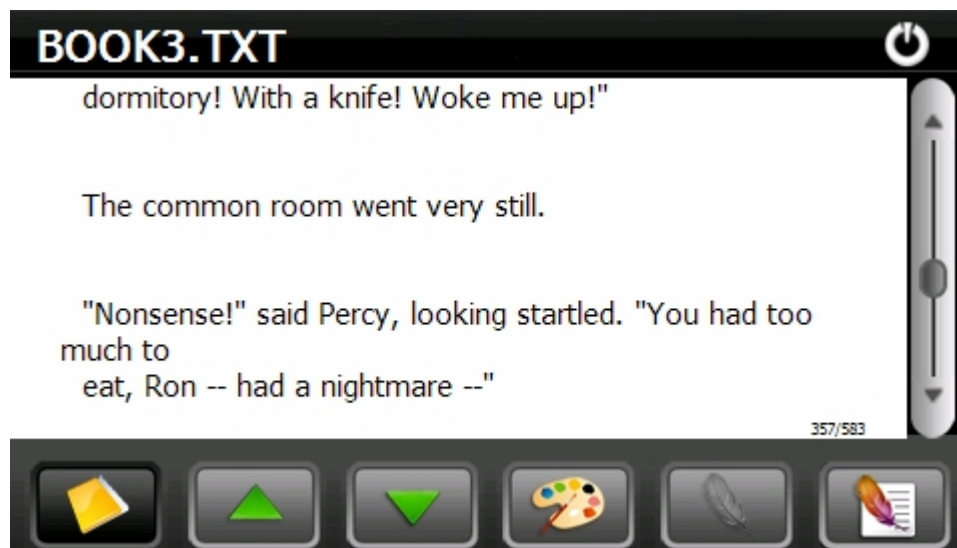 BOOK3.TXT
dormitory! With a knife! Woke me up!"
The common room went very still.
"Nonsense!" said Percy, looking startled. "You had too
much to
eat, Ron -- had a nightmare --"
357/583